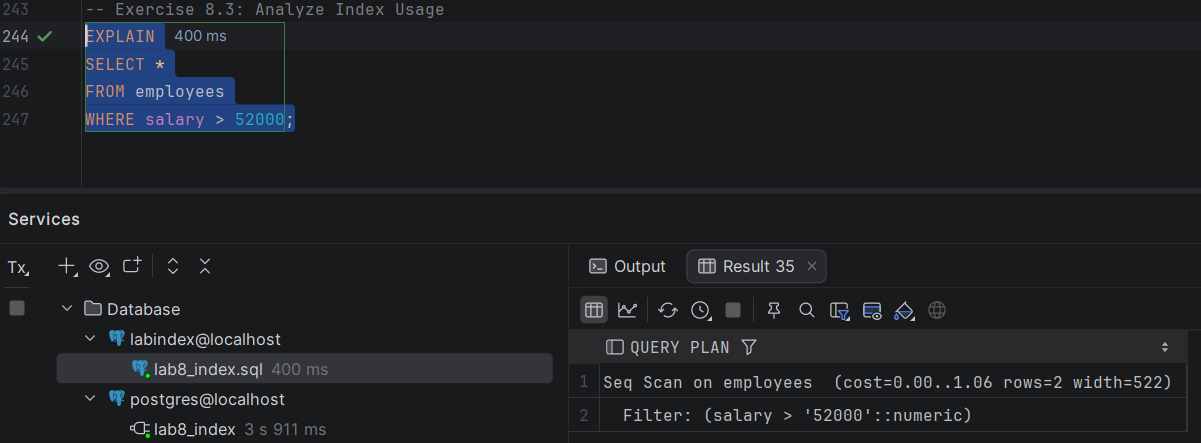 243 -- Exercise 8.3: Analyze Index Usage
244 EXPLAIN 400 ms
245 SELECT *
246 FROM employees
247 WHERE salary > 52000;
Services
Tx
Output
Result 35
Database
labindex@localhost
lab8_index.sql 400 ms
postgres@localhost
lab8_index 3 s 911 ms
QUERY PLAN
1 Seq Scan on employees  (cost=0.00..1.06 rows=2 width=522)
2   Filter: (salary > '52000'::numeric)